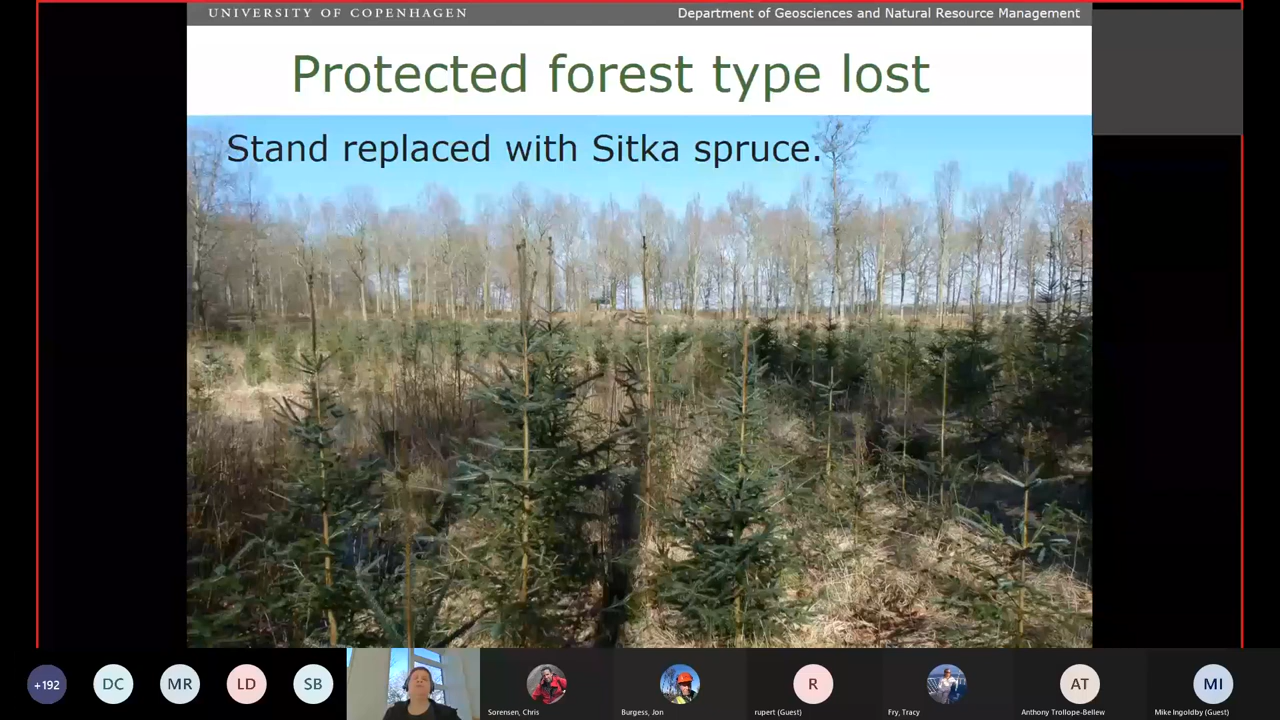 UNIVERSITY OF COPENHAGEN
Department of Geosciences and Natural Resource Management
Protected forest type lost
Stand replaced with Sitka spruce.
+192
DC
MR
LD
SB
R
AT
MI
Sorensen, Chris
Burgess, Jon
rupert (Guest)
Fry, Tracy
Anthony Trollope-Bellew
Mike Ingoldby (Guest)